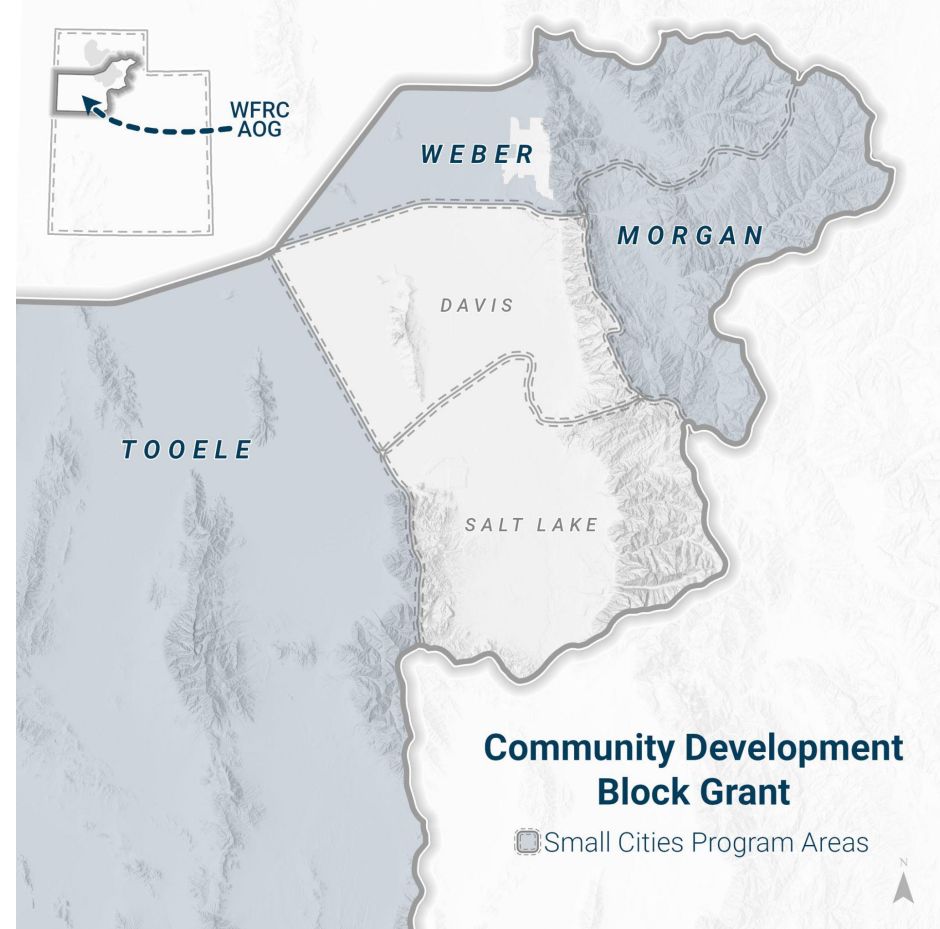 WFRC
AOG
WEBER
MORGAN
DAVIS
TOOELE
SALT LAKE
Community Development
Block Grant
Small Cities Program Areas
N